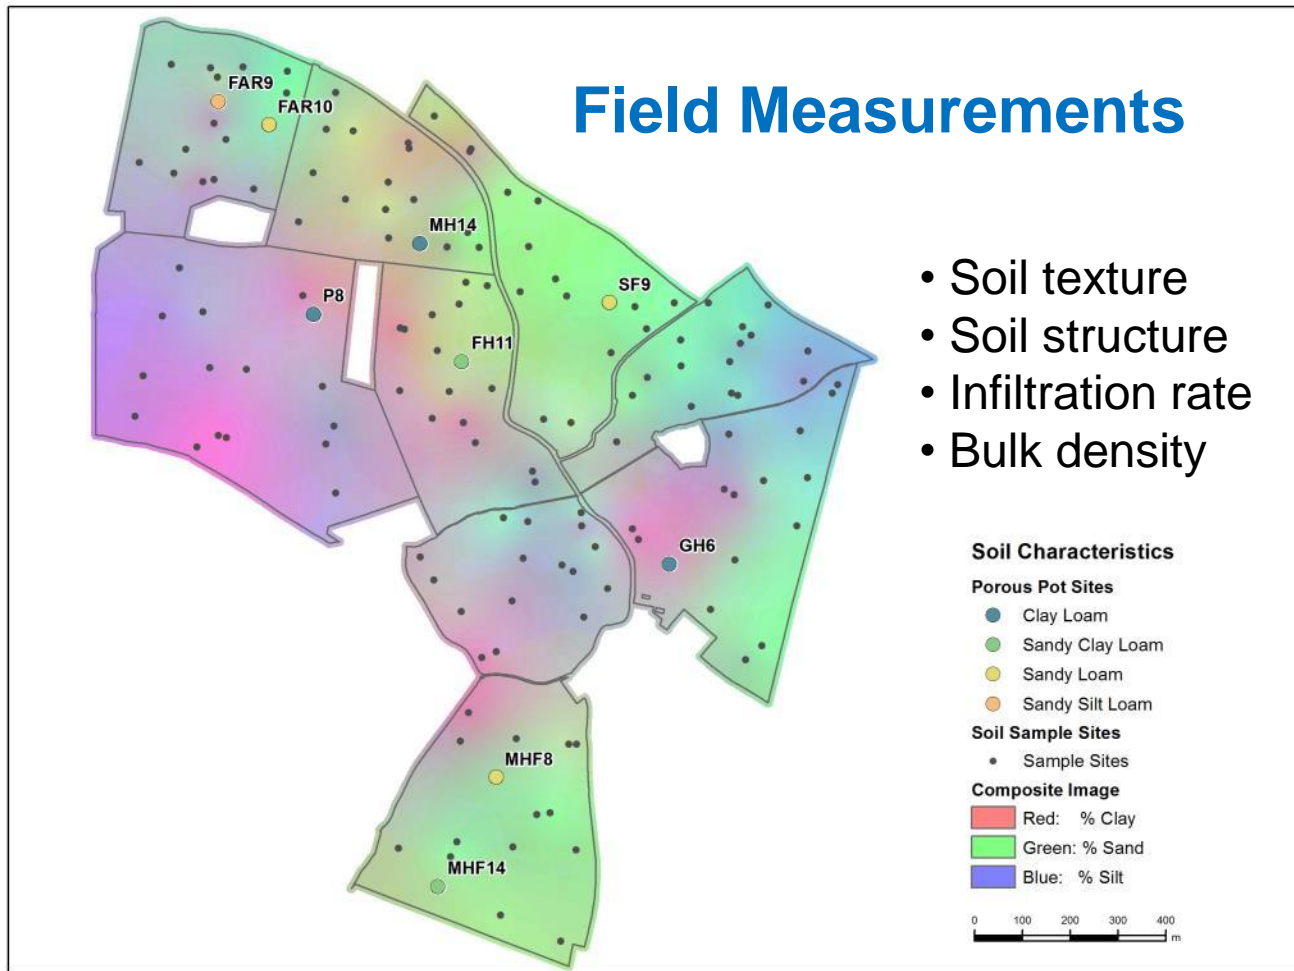 Field Measurements
FAR9
FAR10
MH14
SF9
P8
FH11
GH6
MHF8
MHF14
• Soil texture
• Soil structure
• Infiltration rate
• Bulk density
Soil Characteristics
Porous Pot Sites
Clay Loam
Sandy Clay Loam
Sandy Loam
Sandy Silt Loam
Soil Sample Sites
Sample Sites
Composite Image
Red: % Clay
Green: % Sand
Blue: % Silt
0 100 200 300 400
m